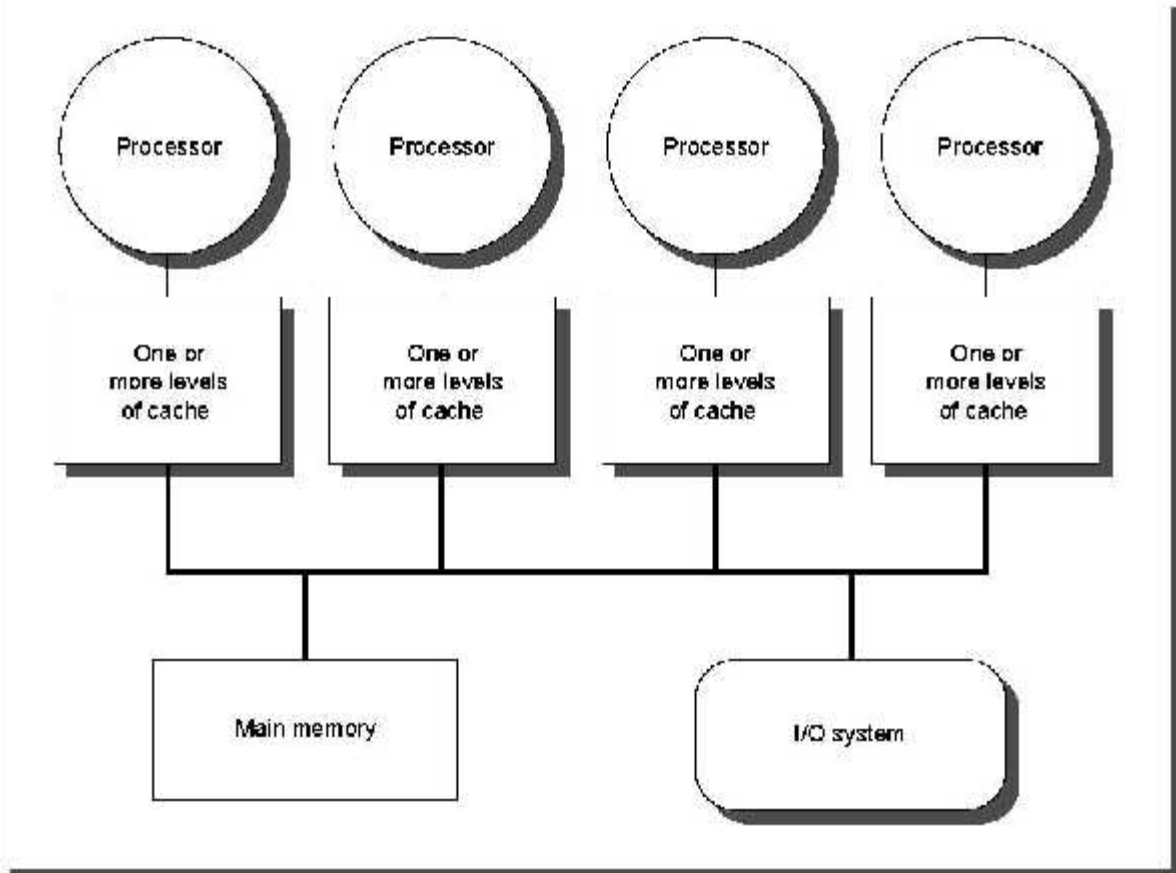 Processor
Processor
Processor
Processor
One or
more levels
of cache
One or
more levels
of cache
One or
more levels
of cache
One or
more levels
of cache
Main memory
I/O system